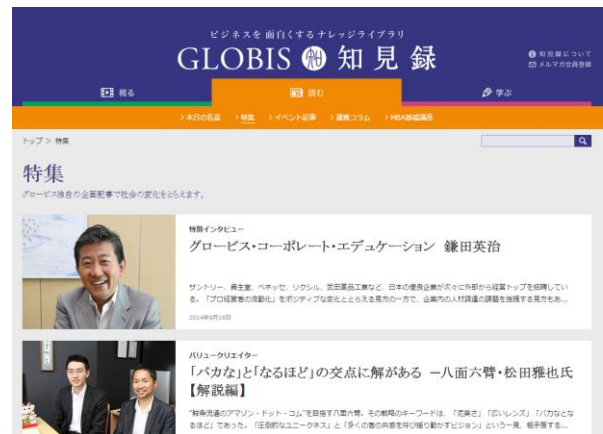 ビジネスを面白くするナレッジライブラリ
GLOBIS 知見録
知見録について
メルマガ会員登録
視る
読む
学ぶ
>本日の名言 >特集 >イベント記事 >連載コラム >MBA基礎講座
トップ > 特集
特集
グロービス独自の企画記事で社会の変化をとらえます。
特別インタビュー
グロービス・コーポレート・エデュケーション 鎌田英治
サントリー、資生堂、ベネッセ、リクシル、武田薬品工業など、日本の優良企業が次々に外部から経営トップを招聘してい
る。「プロ経営者の流動化」をポジティブな変化ととらえる見方の一方で、企業内の人材調達の課題を指摘する見方もあ...
2014年9月16日
バリュークリエイター
「バカな」と「なるほど」の交点に解がある －八面六臂・松田雅也氏
【解説編】
"鮮魚流通のアマゾン・ドット・コム"を目指す八面六臂。その戦略のキーワードは、「泥臭さ」「広いレンズ」「バカなとな
るほど」であった。「圧倒的なユニークネス」と「多くの者の共感を呼び揺り動かすビジョン」という一見、相矛盾する...